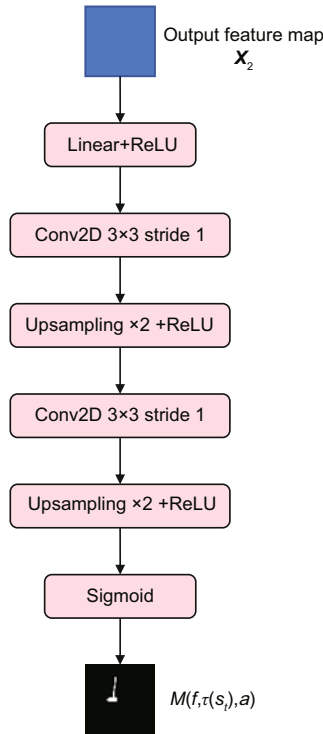 Output feature map
X₂
Linear+ReLU
Conv2D 3×3 stride 1
Upsampling ×2 +ReLU
Conv2D 3×3 stride 1
Upsampling ×2 +ReLU
Sigmoid
M(f,τ(sₜ),a)